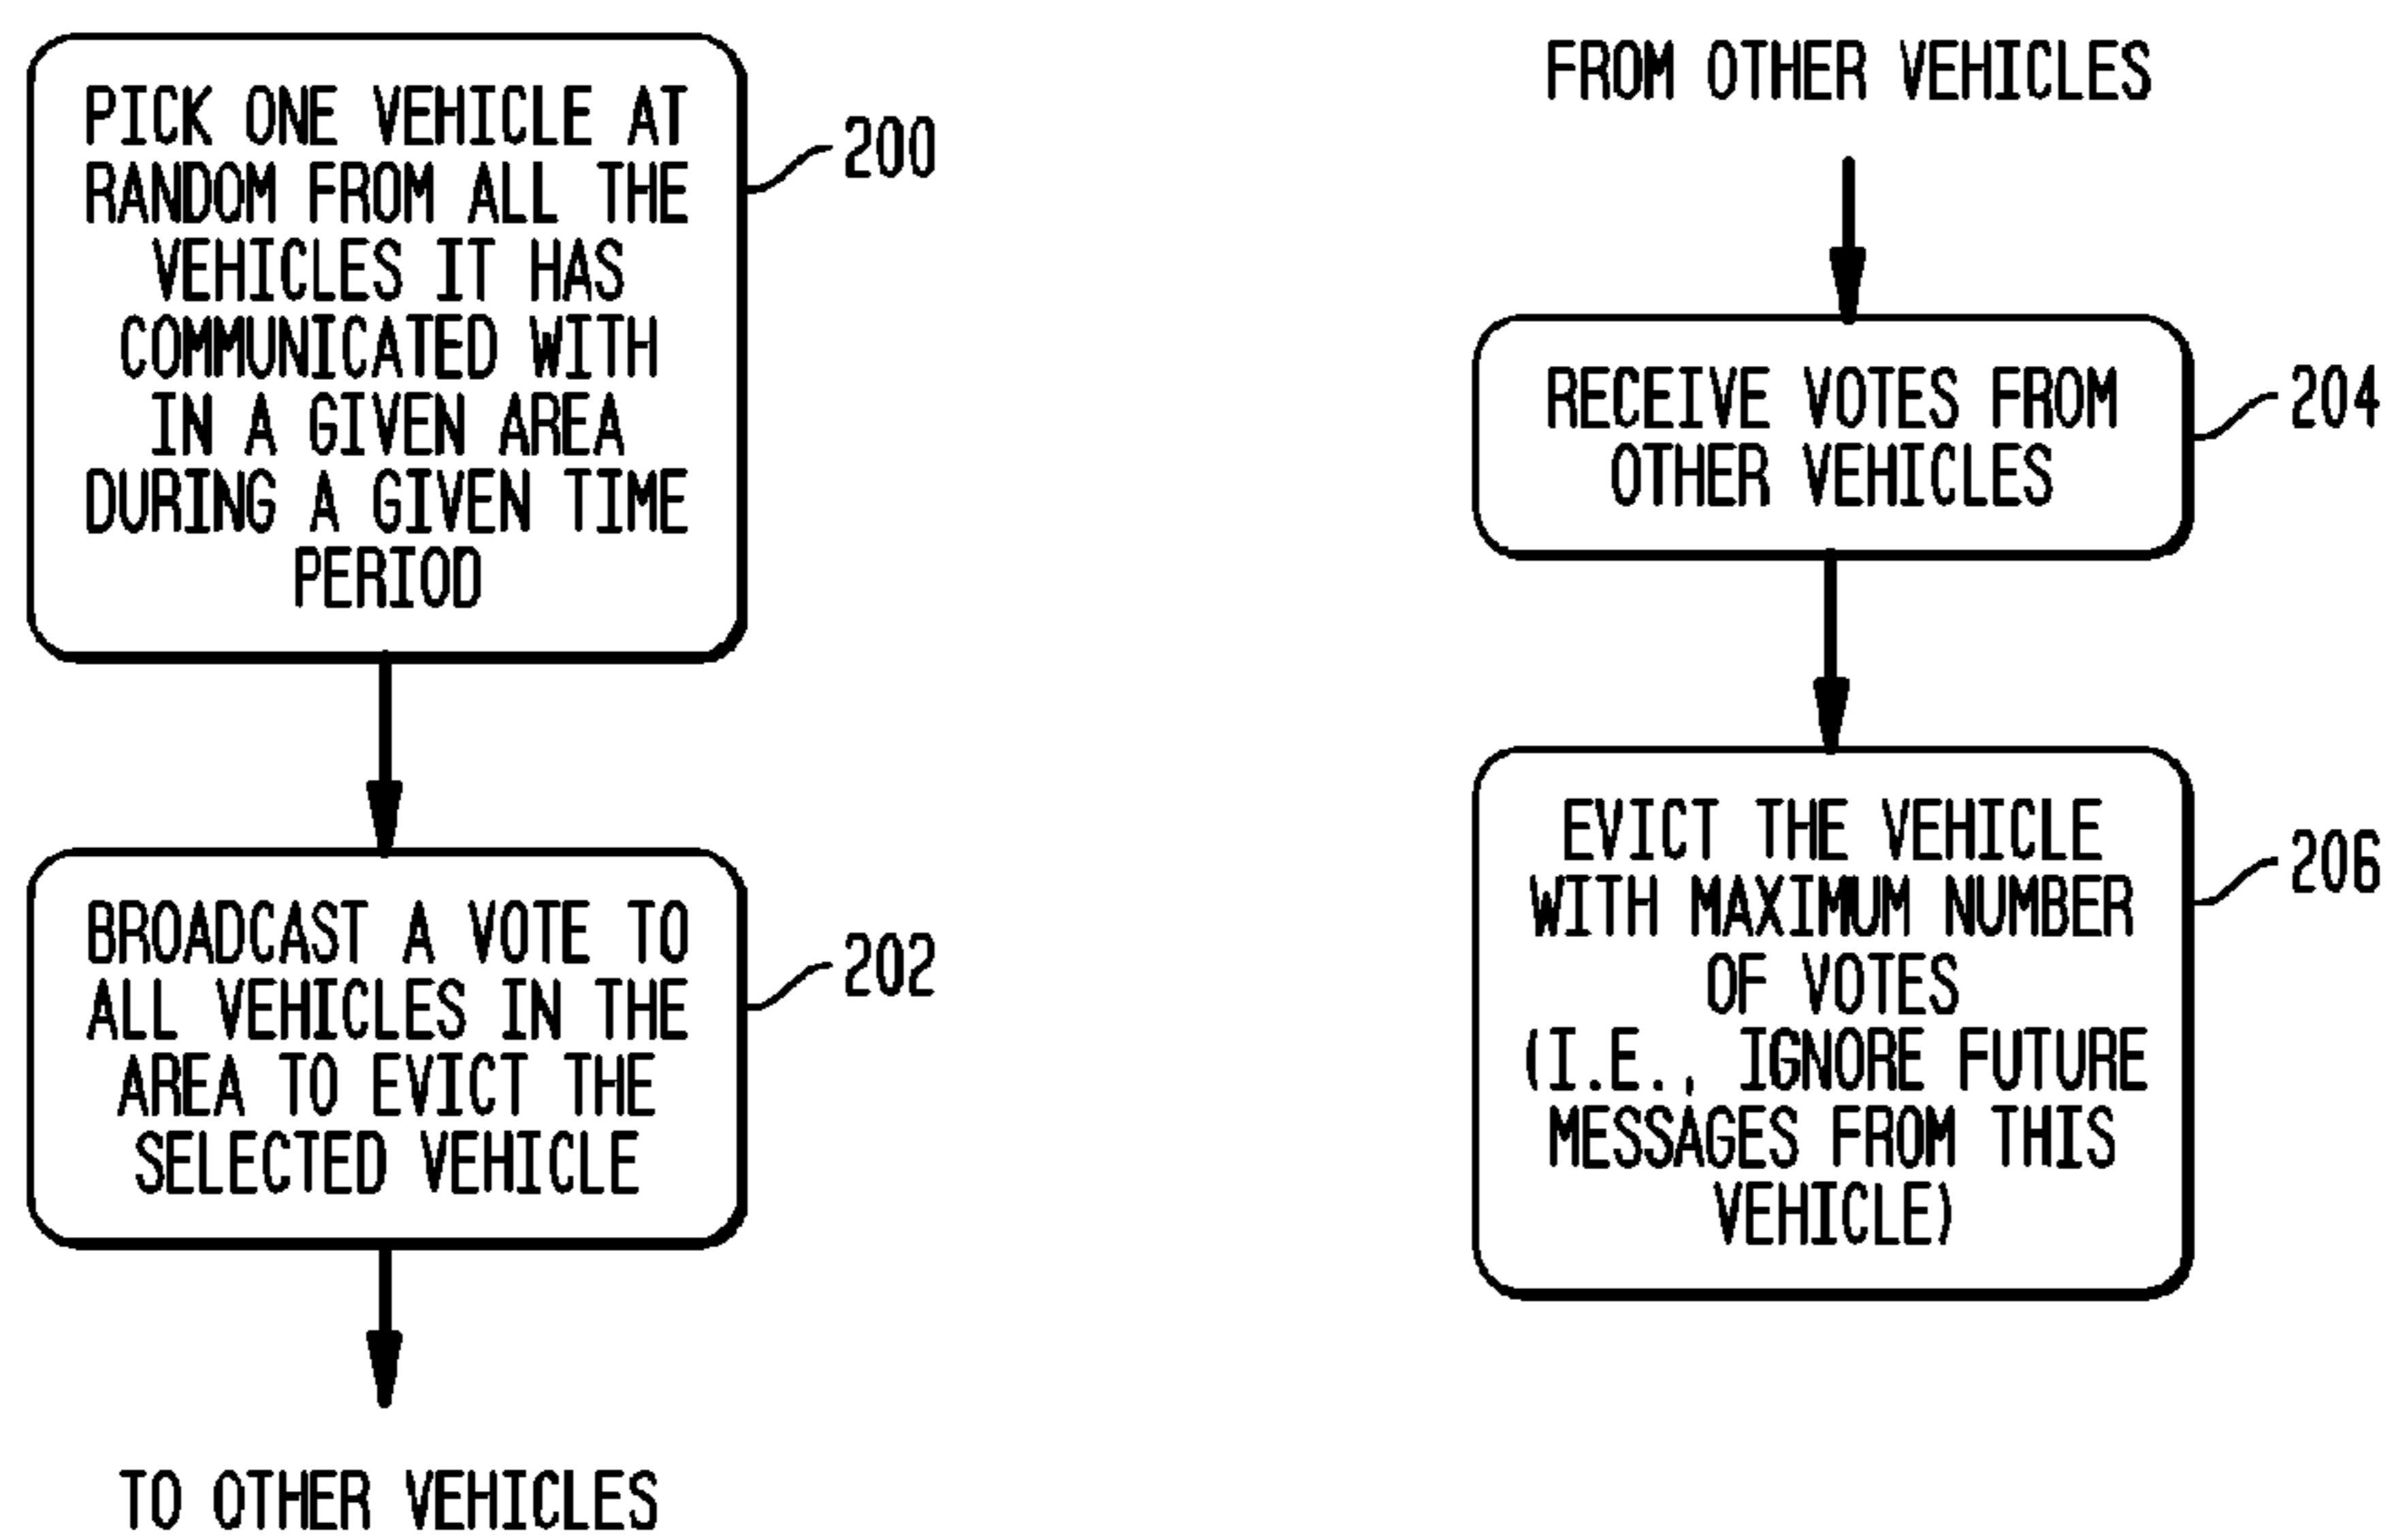 PICK ONE VEHICLE AT
RANDOM FROM ALL THE
VEHICLES IT HAS
COMMUNICATED WITH
IN A GIVEN AREA
DURING A GIVEN TIME
PERIOD
200
BROADCAST A VOTE TO
ALL VEHICLES IN THE
AREA TO EVICT THE
SELECTED VEHICLE
202
TO OTHER VEHICLES
FROM OTHER VEHICLES
RECEIVE VOTES FROM
OTHER VEHICLES
204
EVICT THE VEHICLE
WITH MAXIMUM NUMBER
OF VOTES
(I.E., IGNORE FUTURE
MESSAGES FROM THIS
VEHICLE)
206